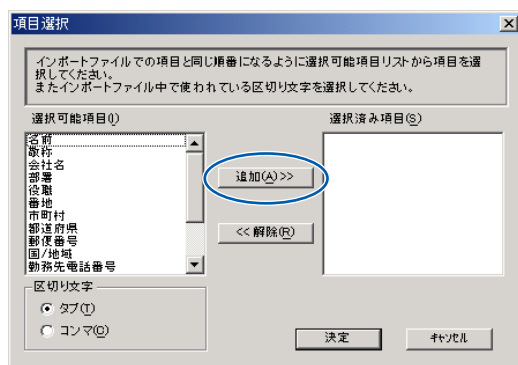 項目選択
インポートファイルでの項目と同じ順番になるように選択可能項目リストから項目を選
択してください。
またインポートファイル中で使われている区切り文字を選択してください。
選択可能項目(I)
選択済み項目(S)
名前
敬称
会社名
部署
役職
番地
市町村
都道府県
郵便番号
国/地域
勤務先電話番号
追加(A)>>
<<解除(R)
区切り文字
タブ(T)
コンマ(O)
決定
キャンセル